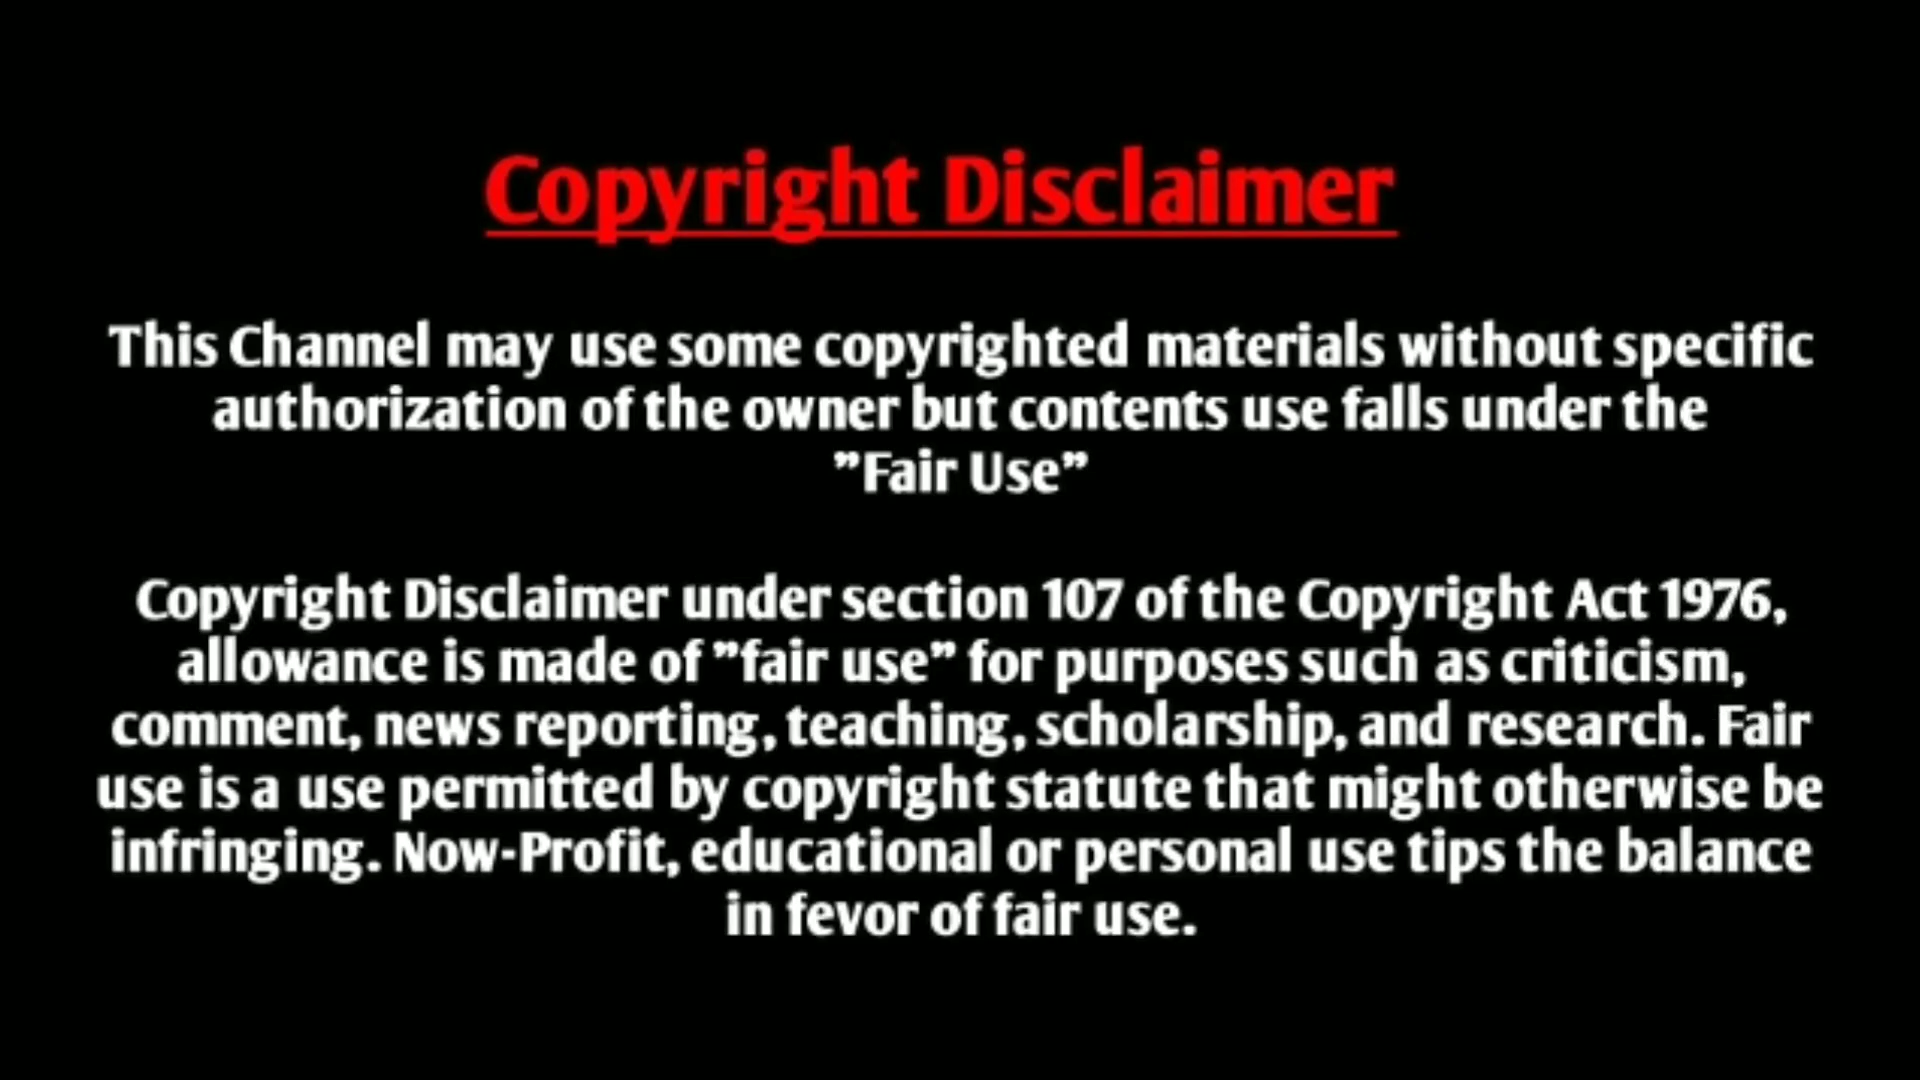 Copyright Disclaimer
This Channel may use some copyrighted materials without specific
authorization of the owner but contents use falls under the
”Fair Use”
Copyright Disclaimer under section 107 of the Copyright Act 1976,
allowance is made of ”fair use” for purposes such as criticism,
comment, news reporting, teaching, scholarship, and research. Fair
use is a use permitted by copyright statute that might otherwise be
infringing. Now-Profit, educational or personal use tips the balance
in fevor of fair use.